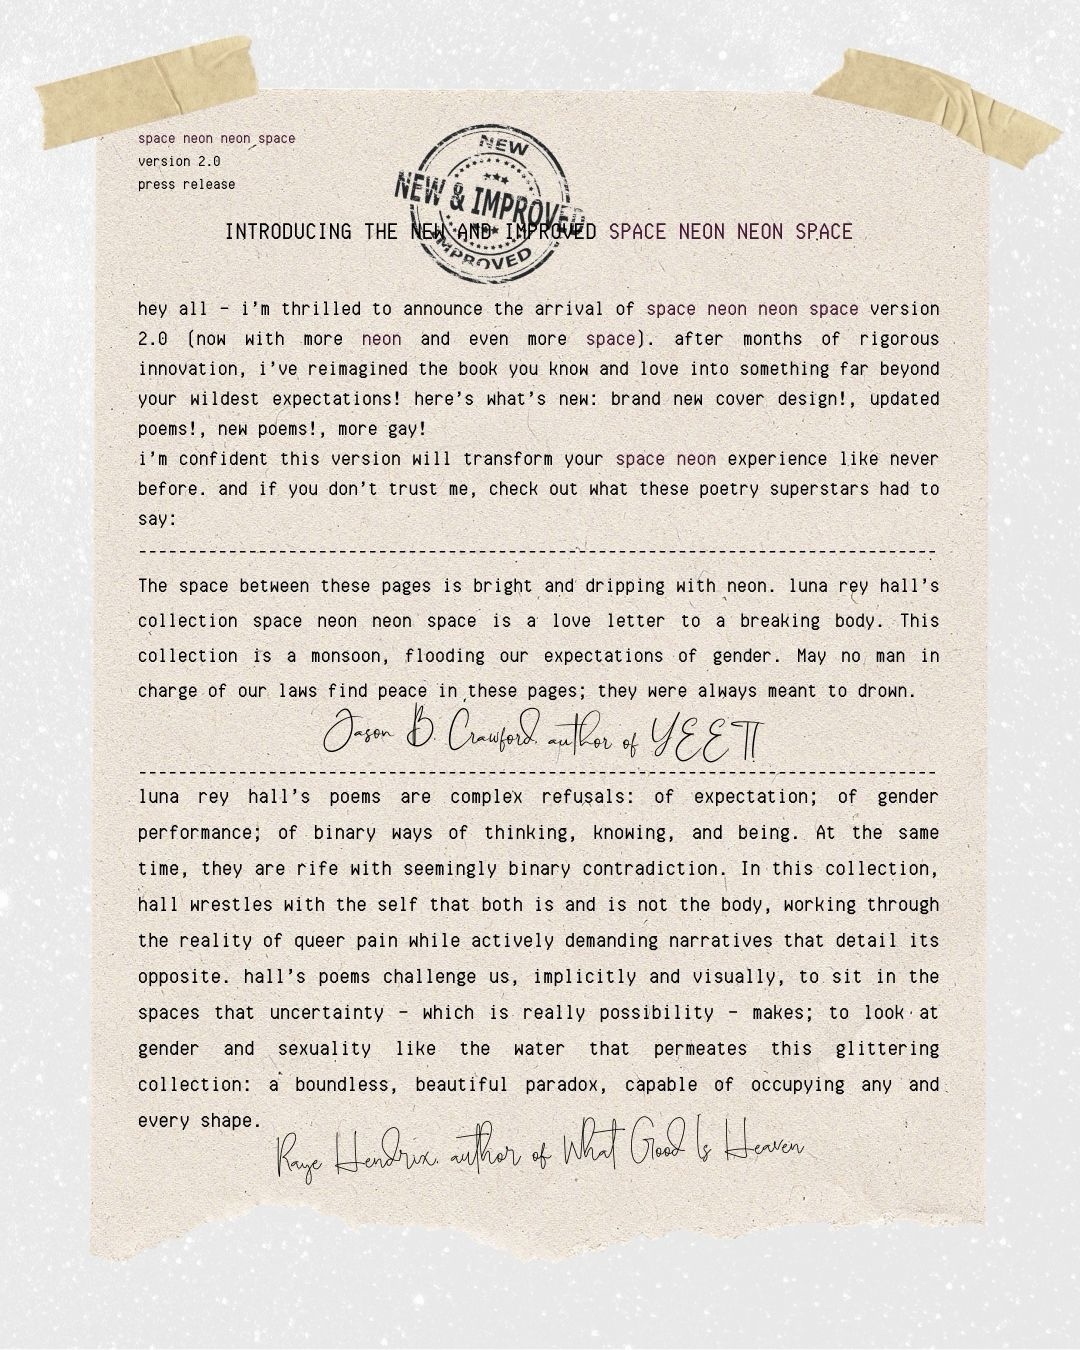 space neon neon space
version 2.0
press release
NEW
NEW & IMPROVED
IMPROVED
INTRODUCING THE NEW AND IMPROVED SPACE NEON NEON SPACE
hey all – i’m thrilled to announce the arrival of space neon neon space version
2.0 (now with more neon and even more space). after months of rigorous
innovation, i’ve reimagined the book you know and love into something far beyond
your wildest expectations! here’s what’s new: brand new cover design!, updated
poems!, new poems!, more gay!
i’m confident this version will transform your space neon experience like never
before. and if you don’t trust me, check out what these poetry superstars had to
say:
--------------------------------------------------------------------------------
The space between these pages is bright and dripping with neon. luna rey hall’s
collection space neon neon space is a love letter to a breaking body. This
collection is a monsoon, flooding our expectations of gender. May no man in
charge of our laws find peace in these pages; they were always meant to drown.
Jason B. Crawford, author of YEET!
--------------------------------------------------------------------------------
luna rey hall’s poems are complex refusals: of expectation; of gender
performance; of binary ways of thinking, knowing, and being. At the same
time, they are rife with seemingly binary contradiction. In this collection,
hall wrestles with the self that both is and is not the body, working through
the reality of queer pain while actively demanding narratives that detail its
opposite. hall’s poems challenge us, implicitly and visually, to sit in the
spaces that uncertainty – which is really possibility – makes; to look at
gender and sexuality like the water that permeates this glittering
collection: a boundless, beautiful paradox, capable of occupying any and
every shape.
Raye Hendrix, author of What Good Is Heaven